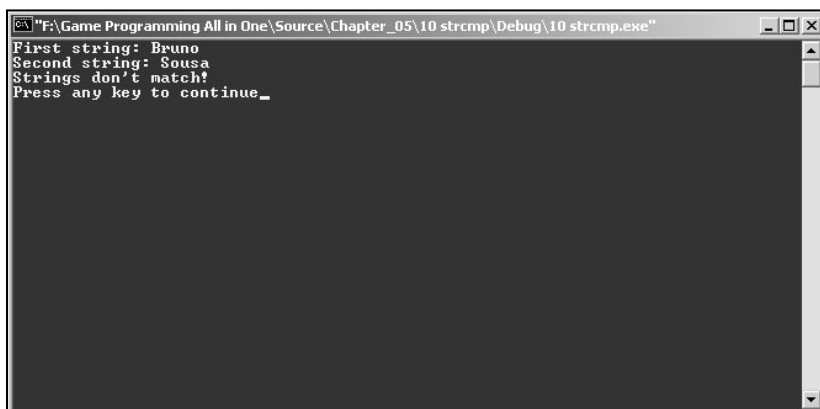 "F:\Game Programming All in One\Source\Chapter_05\10 strcmp\Debug\10 strcmp.exe"
First string: Bruno
Second string: Sousa
Strings don't match!
Press any key to continue_